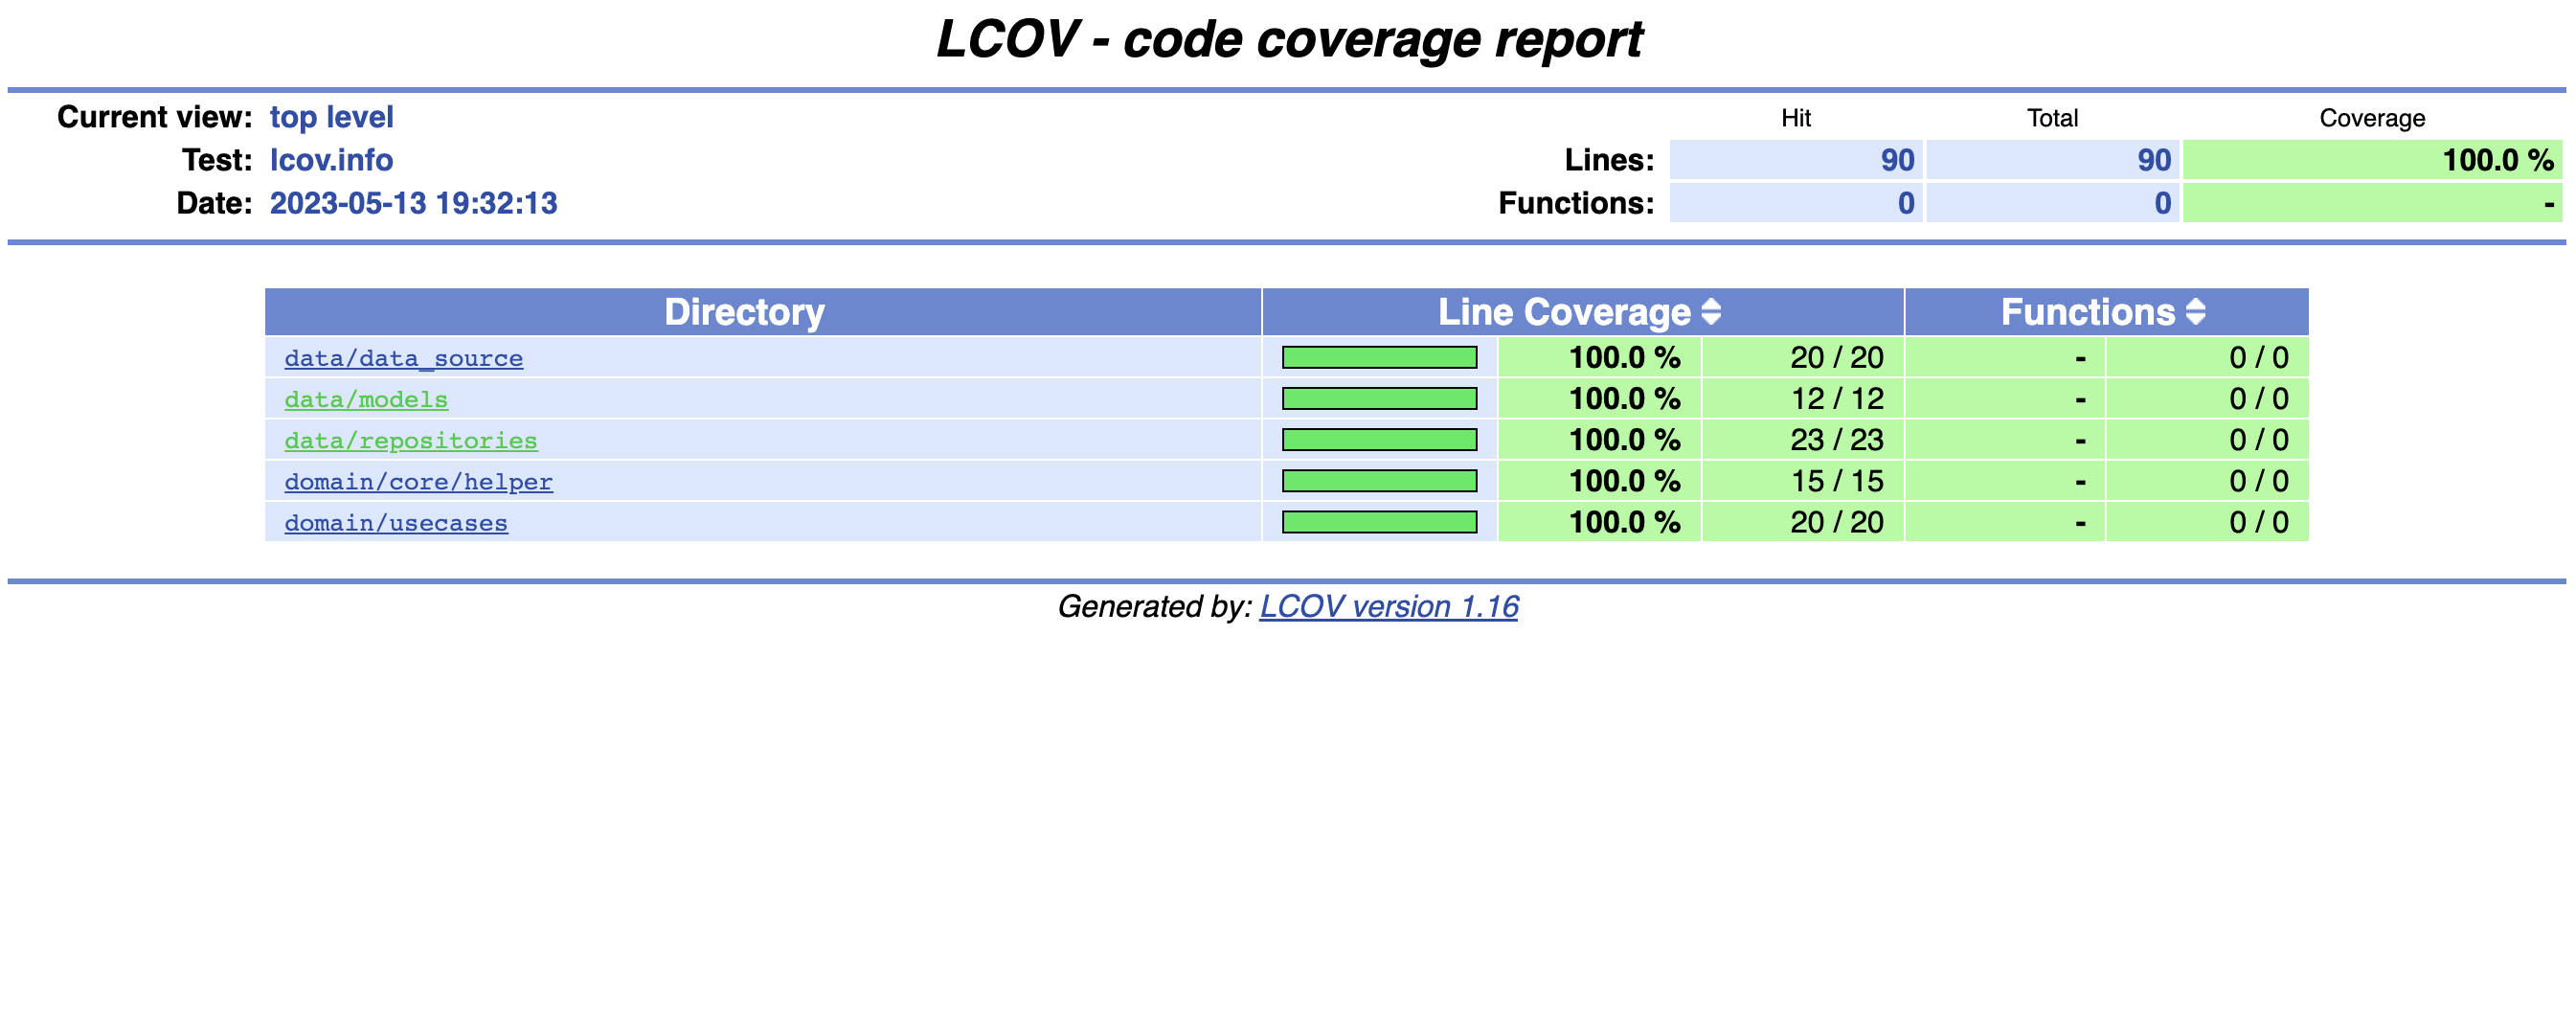 LCOV - code coverage report
Current view: top level Hit Total Coverage
Test: lcov.info Lines: 90 90 100.0 %
Date: 2023-05-13 19:32:13 Functions: 0 0 -
Directory Line Coverage Functions
data/data_source 100.0 % 20 / 20 - 0 / 0
data/models 100.0 % 12 / 12 - 0 / 0
data/repositories 100.0 % 23 / 23 - 0 / 0
domain/core/helper 100.0 % 15 / 15 - 0 / 0
domain/usecases 100.0 % 20 / 20 - 0 / 0
Generated by: LCOV version 1.16